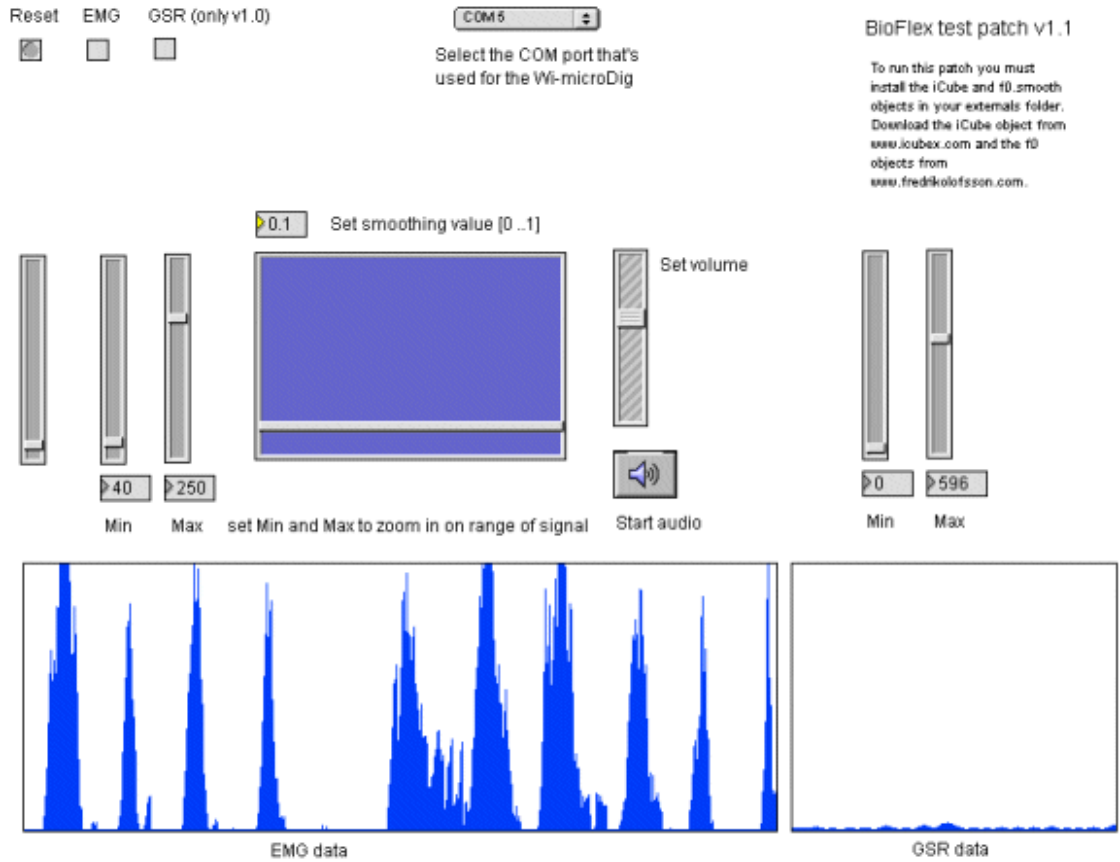 Reset EMG GSR (only v1.0)
COM 5
Select the COM port that's
used for the Wi-microDig
BioFlex test patch v1.1
To run this patch you must
install the iCube and f0.smooth
objects in your externals folder.
Download the iCube object from
www.icubex.com and the f0
objects from
www.fredrikolofsson.com.
0.1 Set smoothing value [0 ..1]
Set volume
40 250
Min Max set Min and Max to zoom in on range of signal
Start audio
0 596
Min Max
EMG data
GSR data